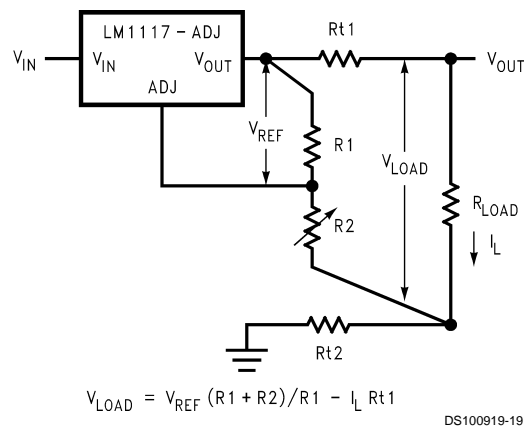 LM1117-ADJ
Rt1
V_IN
V_IN
V_OUT
V_OUT
ADJ
V_REF
R1
V_LOAD
R2
R_LOAD
I_L
Rt2
V_LOAD = V_REF (R1 + R2)/R1 - I_L Rt1
DS100919-19